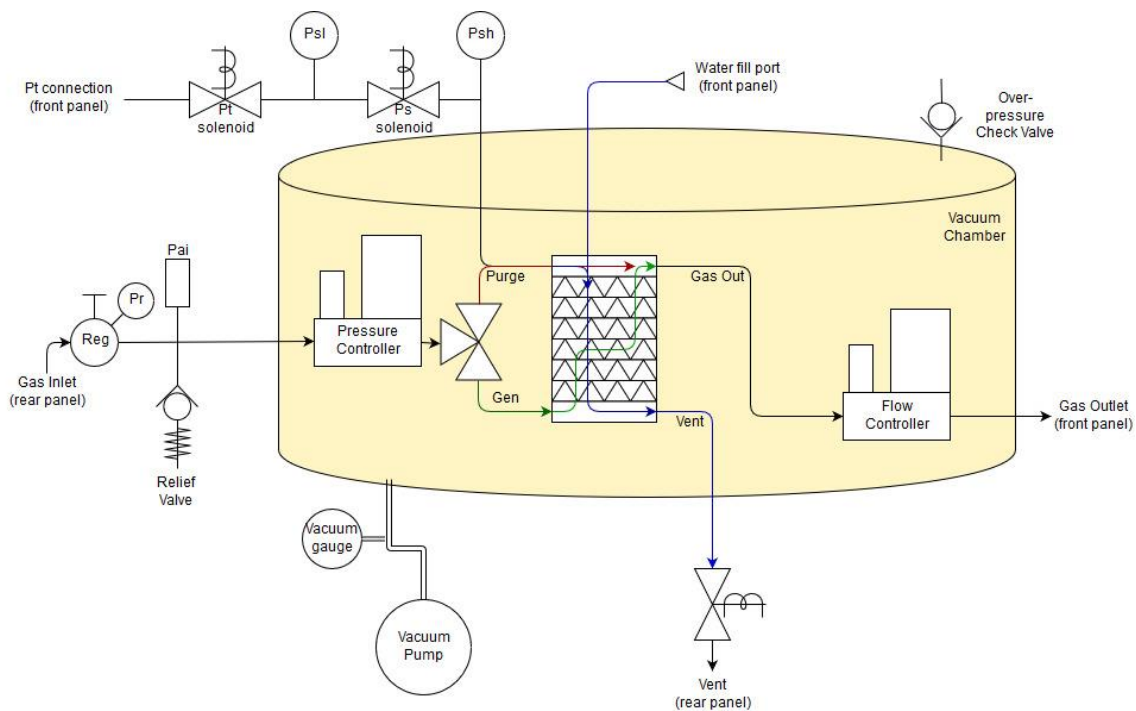 Psl
Psh
Pt connection
(front panel)
Pt
solenoid
Ps
solenoid
Water fill port
(front panel)
Over-
pressure
Check Valve
Vacuum
Chamber
Pai
Pr
Reg
Gas Inlet
(rear panel)
Relief
Valve
Pressure
Controller
Purge
Gen
Gas Out
Vent
Flow
Controller
Gas Outlet
(front panel)
Vacuum
gauge
Vacuum
Pump
Vent
(rear panel)